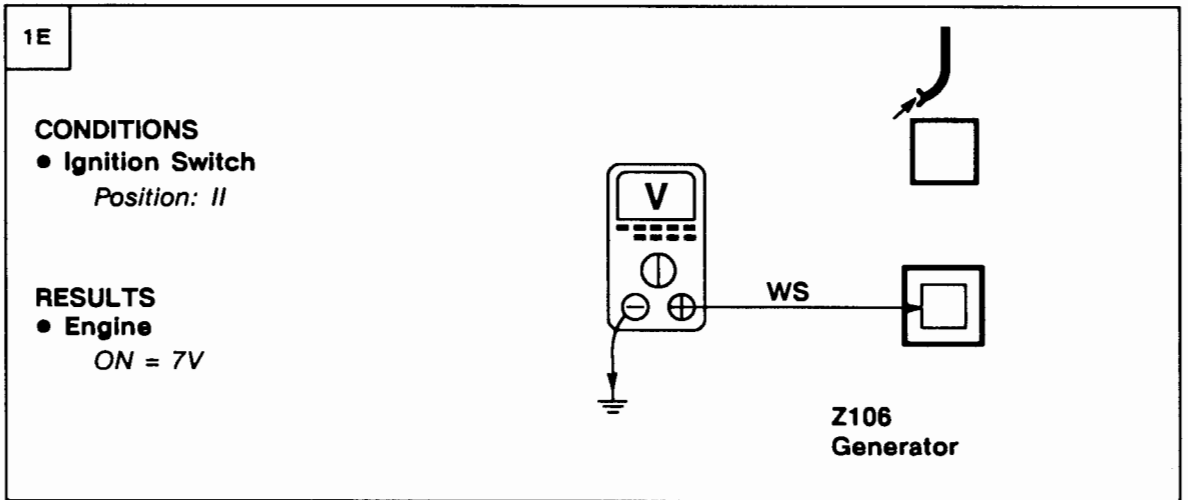 1E
CONDITIONS
● Ignition Switch
Position: II
RESULTS
● Engine
ON = 7V
V
WS
Z106
Generator